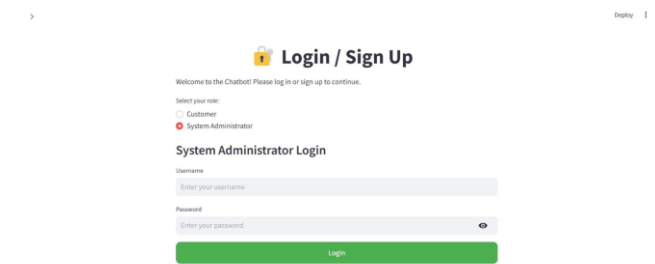 Deploy
Login / Sign Up
Welcome to the Chatbot! Please log in or sign up to continue.
Select your role:
Customer
System Administrator
System Administrator Login
Username
Enter your username
Password
Enter your password
Login